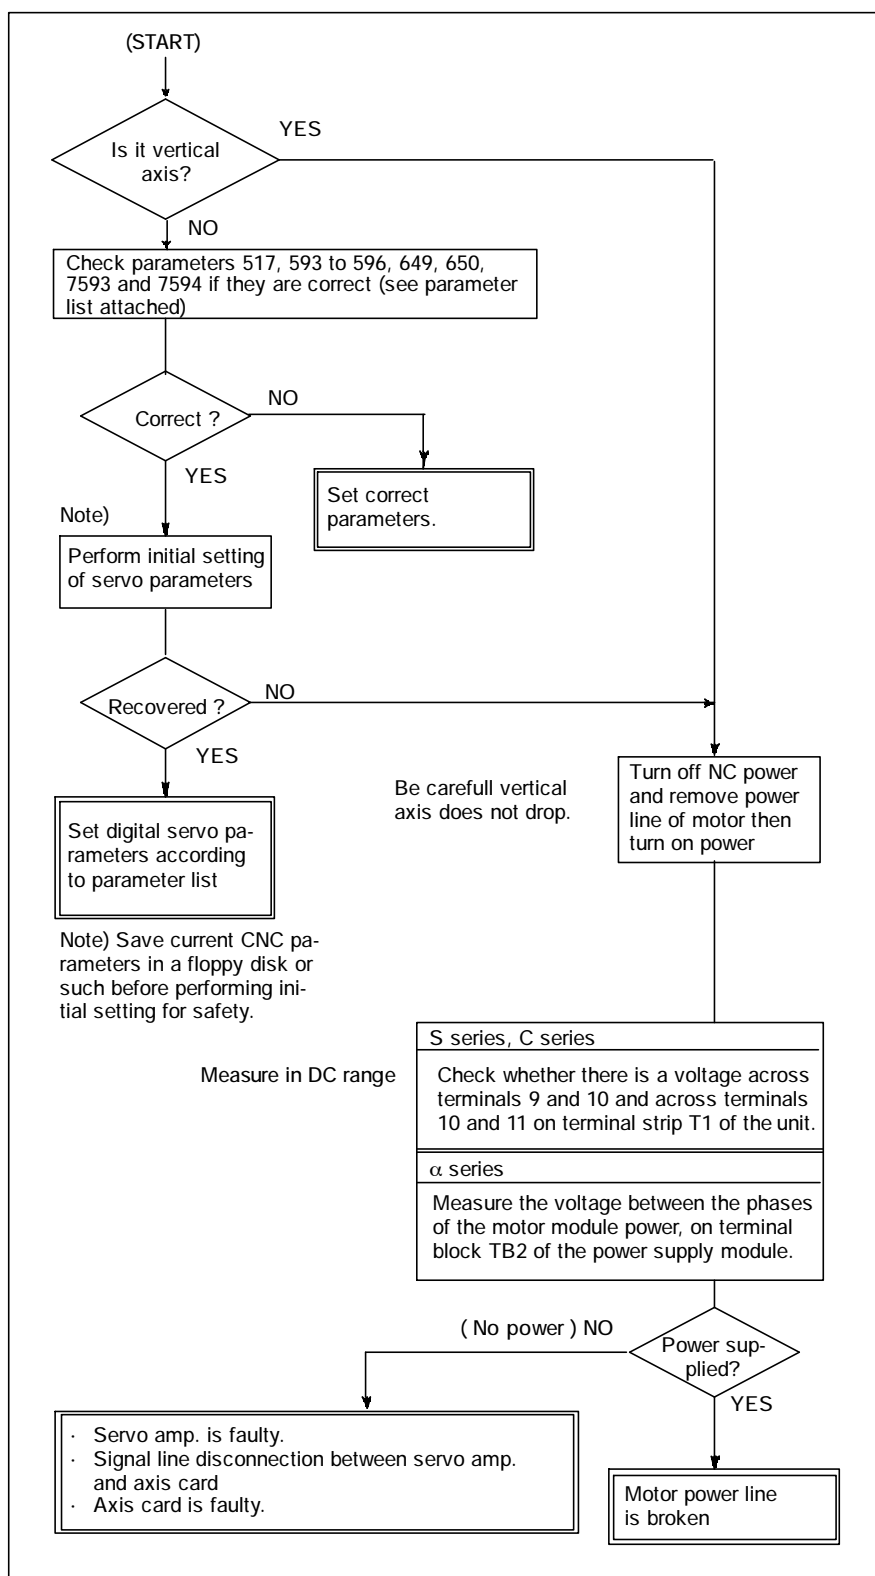 (START)
Is it vertical
axis?
YES
NO
Check parameters 517, 593 to 596, 649, 650,
7593 and 7594 if they are correct (see parameter
list attached)
Correct ?
NO
YES
Set correct
parameters.
Note)
Perform initial setting
of servo parameters
Recovered ?
NO
YES
Set digital servo pa-
rameters according
to parameter list
Be carefull vertical
axis does not drop.
Turn off NC power
and remove power
line of motor then
turn on power
Note) Save current CNC pa-
rameters in a floppy disk or
such before performing ini-
tial setting for safety.
Measure in DC range
S series, C series
Check whether there is a voltage across
terminals 9 and 10 and across terminals
10 and 11 on terminal strip T1 of the unit.
α series
Measure the voltage between the phases
of the motor module power, on terminal
block TB2 of the power supply module.
( No power ) NO
Power sup-
plied?
YES
· Servo amp. is faulty.
· Signal line disconnection between servo amp.
and axis card
· Axis card is faulty.
Motor power line
is broken